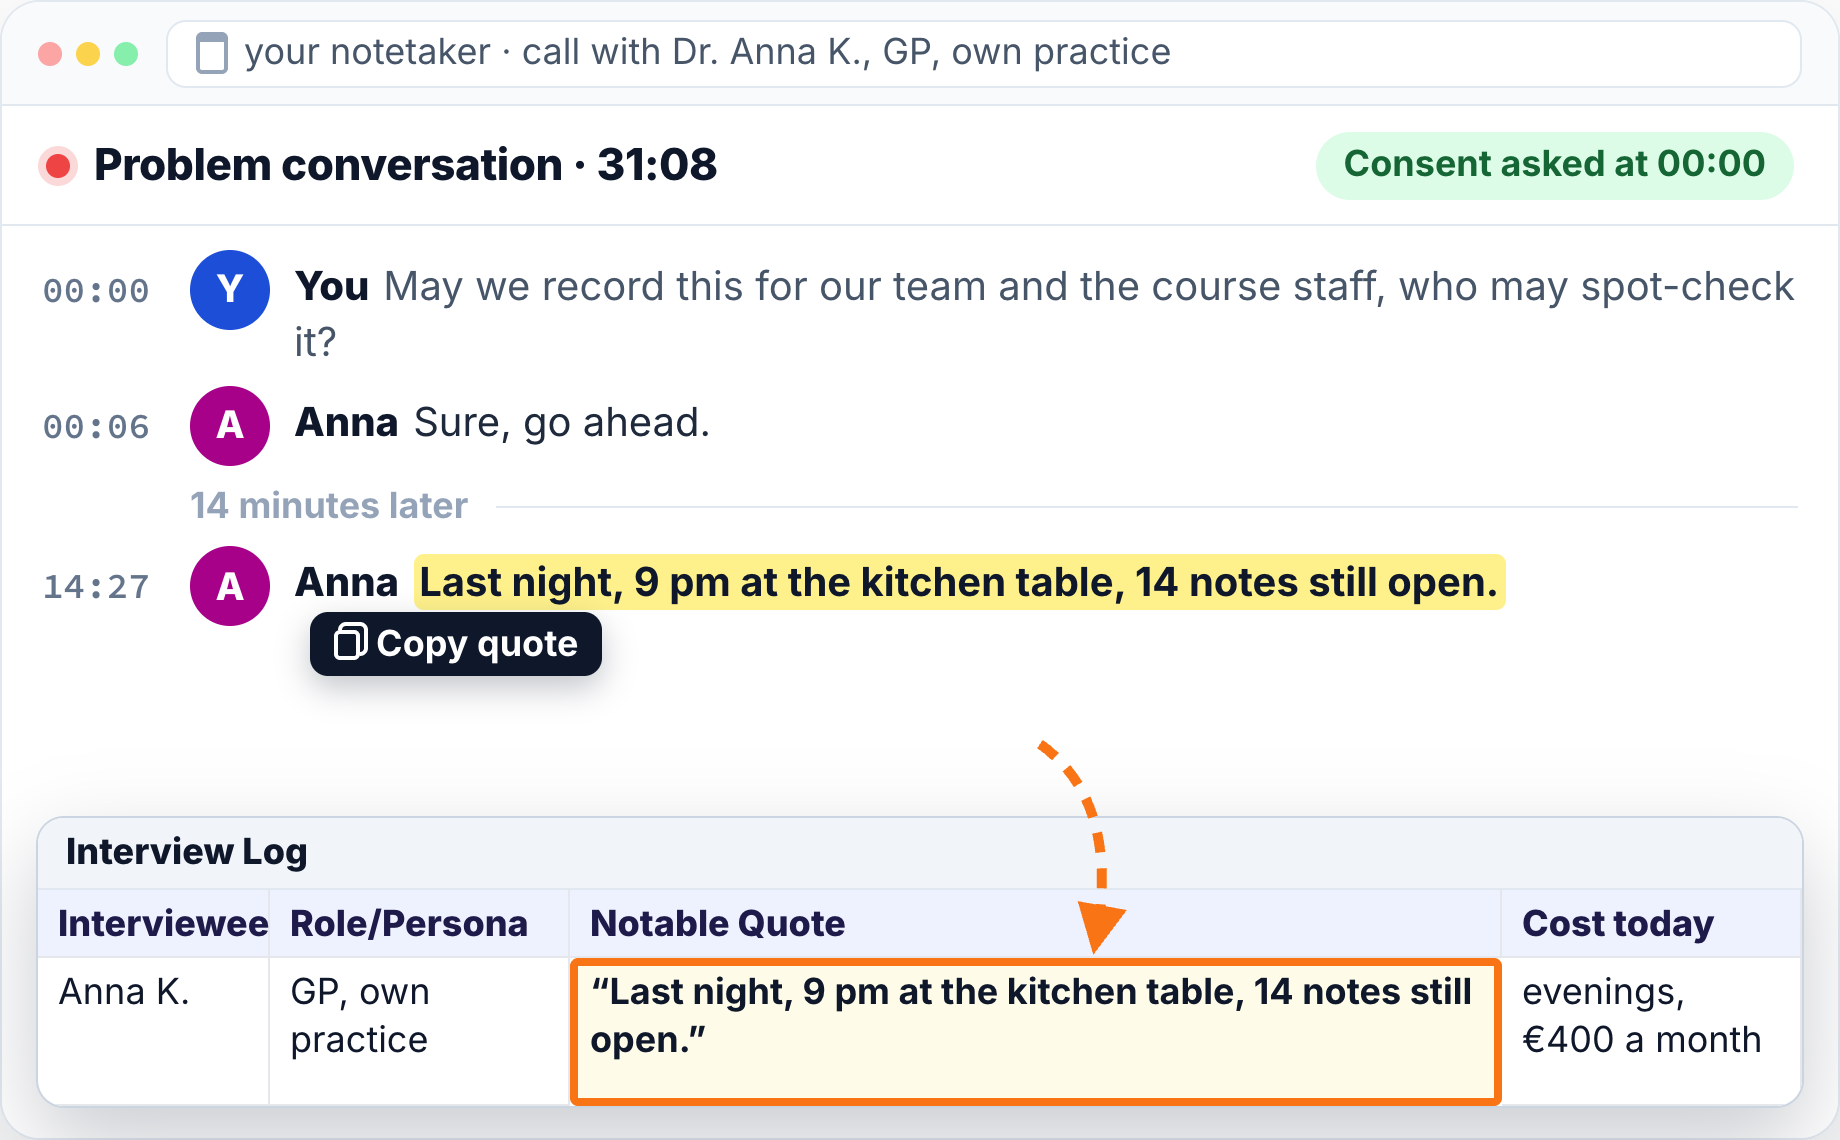 your notetaker · call with Dr. Anna K., GP, own practice
Problem conversation · 31:08
Consent asked at 00:00
00:00 Y You May we record this for our team and the course staff, who may spot-check
it?
00:06 A Anna Sure, go ahead.
14 minutes later
14:27 A Anna Last night, 9 pm at the kitchen table, 14 notes still open.
Copy quote
Interview Log
Interviewee Role/Persona Notable Quote Cost today
Anna K. GP, own “Last night, 9 pm at the kitchen table, 14 notes still evenings,
practice open.” €400 a month